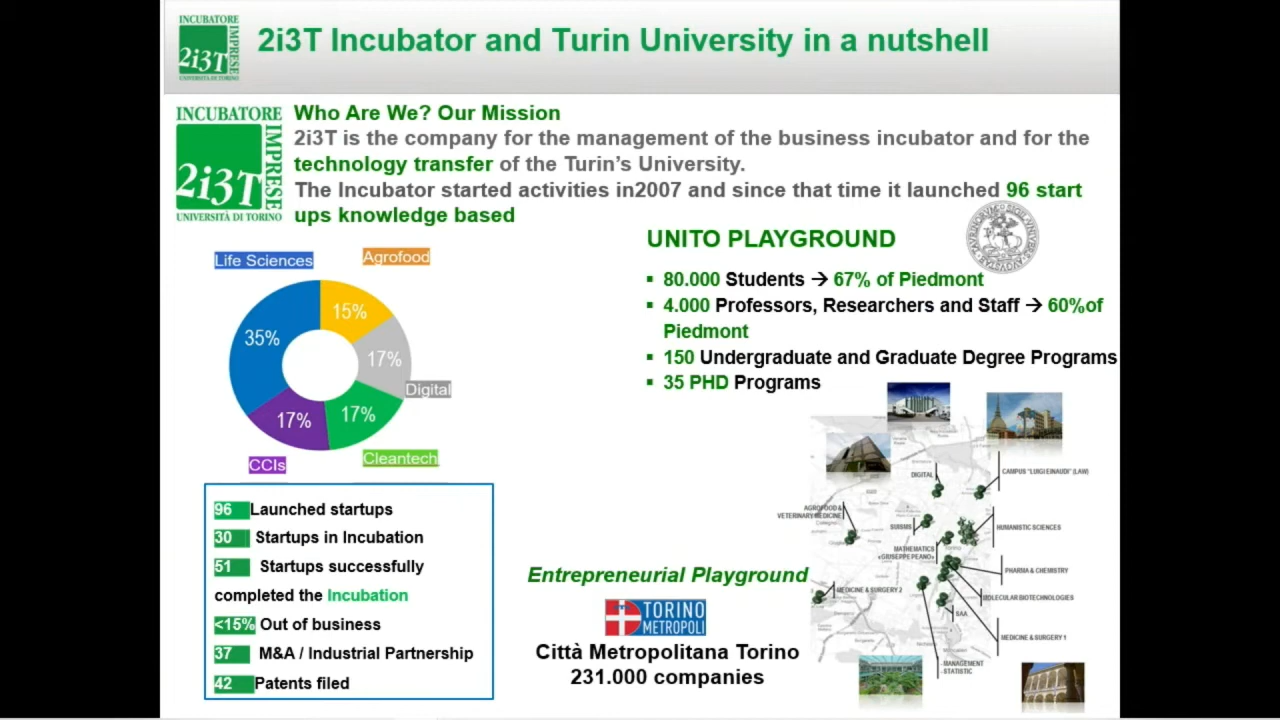 INCUBATORE
IMPRESE
2i3T
UNIVERSITÀ DI TORINO
2i3T Incubator and Turin University in a nutshell
INCUBATORE
IMPRESE
2i3T
UNIVERSITÀ DI TORINO
Who Are We? Our Mission
2i3T is the company for the management of the business incubator and for the
technology transfer of the Turin's University.
The Incubator started activities in2007 and since that time it launched 96 start
ups knowledge based
Life Sciences
Agrofood
35%
15%
17%
Digital
17%
17%
CCIs
Cleantech
96 Launched startups
30 Startups in Incubation
51 Startups successfully
completed the Incubation
<15% Out of business
37 M&A / Industrial Partnership
42 Patents filed
UNITO PLAYGROUND
▪ 80.000 Students → 67% of Piedmont
▪ 4.000 Professors, Researchers and Staff → 60%of
Piedmont
▪ 150 Undergraduate and Graduate Degree Programs
▪ 35 PHD Programs
Entrepreneurial Playground
TORINO
METROPOLI
Città Metropolitana Torino
231.000 companies
DIGITAL
CAMPUS "LUIGI EINAUDI" (LAW)
AGROFOOD &
VETERINARY MEDICINE
SUISMS
HUMANISTIC SCIENCES
MATHEMATICS
«GIUSEPPE PEANO»
PHARMA & CHEMISTRY
MEDICINE & SURGERY 2
MOLECULAR BIOTECHNOLOGIES
SAA
MEDICINE & SURGERY 1
- MANAGEMENT
- STATISTIC